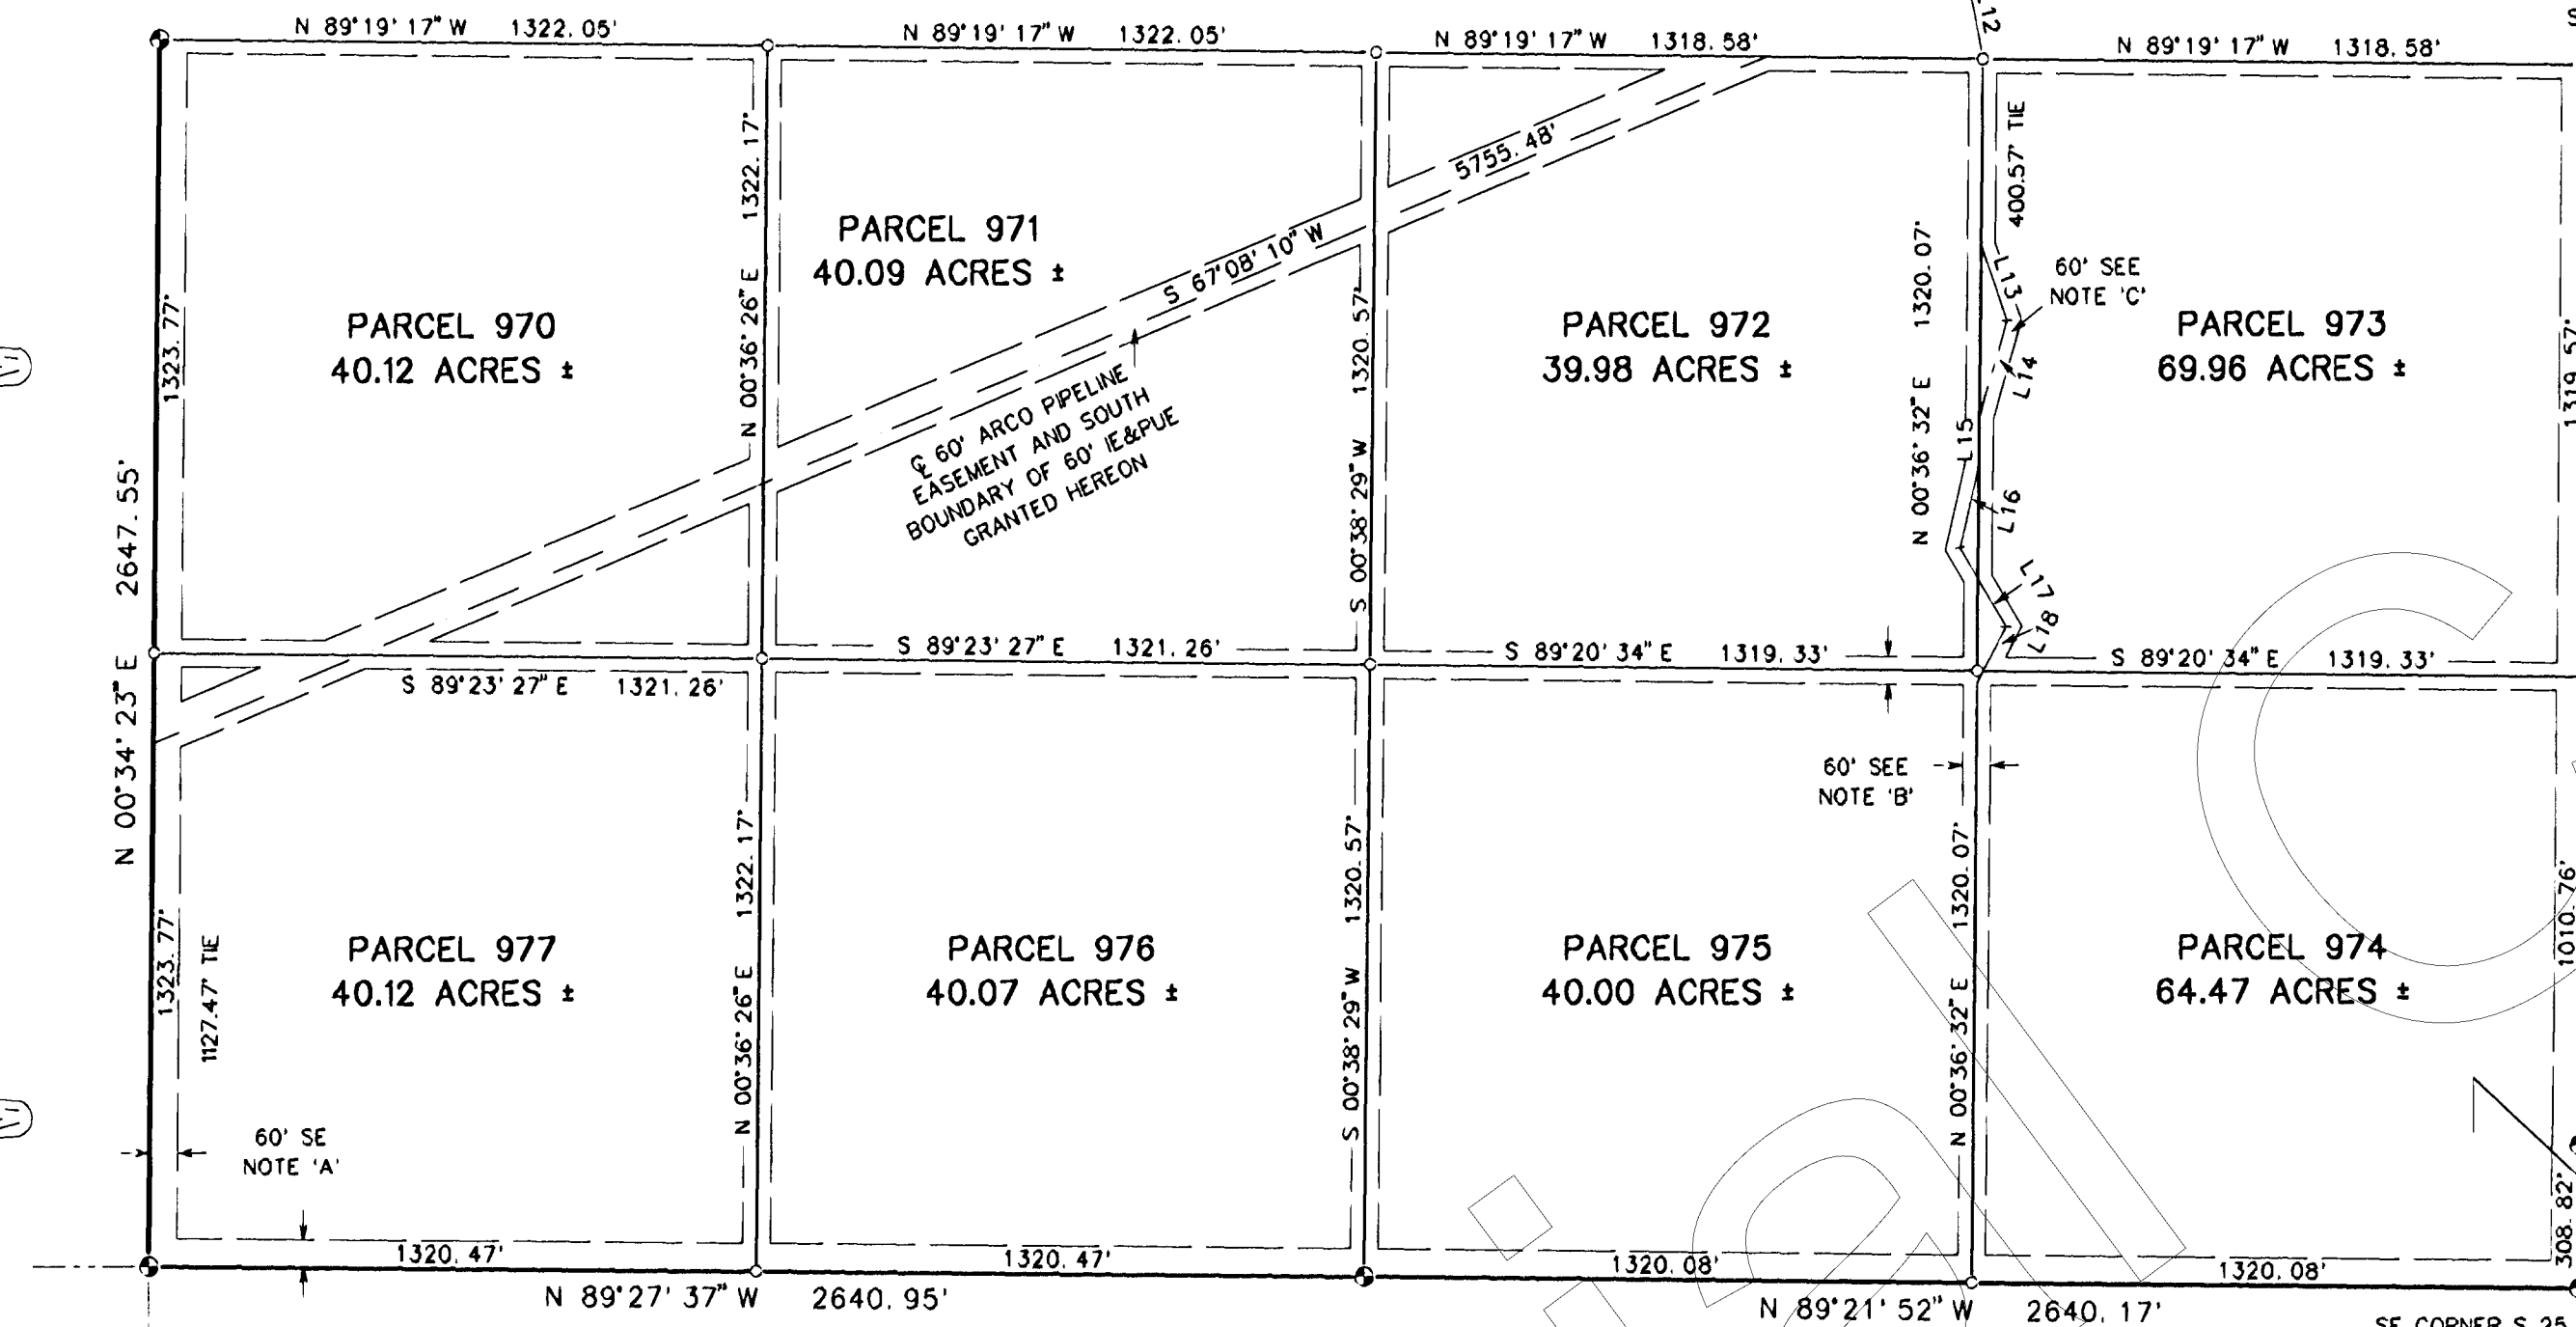 N 89°19'17" W 1322.05'
N 89°19'17" W 1322.05'
N 89°19'17" W 1318.58'
L12
N 89°19'17" W 1318.58'
1323.77'
N 00°36'26" E 1322.17'
S 00°38'29" W 1320.57'
N 00°36'32" E 1320.07'
400.57' TIE
1319.57'
PARCEL 970
40.12 ACRES ±
PARCEL 971
40.09 ACRES ±
PARCEL 972
39.98 ACRES ±
PARCEL 973
69.96 ACRES ±
S 67°08'10" W
5755.48'
℄ 60' ARCO PIPELINE
EASEMENT AND SOUTH
BOUNDARY OF 60' IE&PUE
GRANTED HEREON
L13
60' SEE
NOTE 'C'
L14
L15
L16
L17
L18
N 00°34'23" E 2647.55'
S 89°23'27" E 1321.26'
S 89°23'27" E 1321.26'
S 89°20'34" E 1319.33'
S 89°20'34" E 1319.33'
60' SEE
NOTE 'B'
1323.77'
1127.47' TIE
N 00°36'26" E 1322.17'
S 00°38'29" W 1320.57'
N 00°36'32" E 1320.07'
1010.76'
308.82'
PARCEL 977
40.12 ACRES ±
PARCEL 976
40.07 ACRES ±
PARCEL 975
40.00 ACRES ±
PARCEL 974
64.47 ACRES ±
60' SE
NOTE 'A'
1320.47'
1320.47'
1320.08'
1320.08'
N 89°27'37" W 2640.95'
N 89°21'52" W 2640.17'
SE CORNER S 25